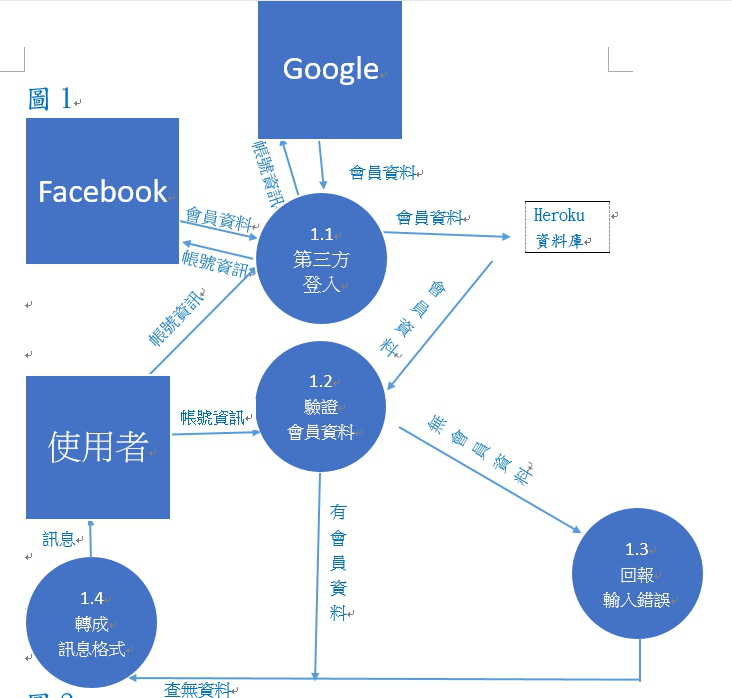 Google
圖 1
Facebook
帳號資訊
會員資料
會員資料
帳號資訊
會員資料
Heroku
資料庫
1.1
第三方
登入
帳號資訊
會員資料
1.2
驗證
會員資料
使用者
帳號資訊
無會員資料
有會員資料
訊息
1.3
回報
輸入錯誤
1.4
轉成
訊息格式
查無資料